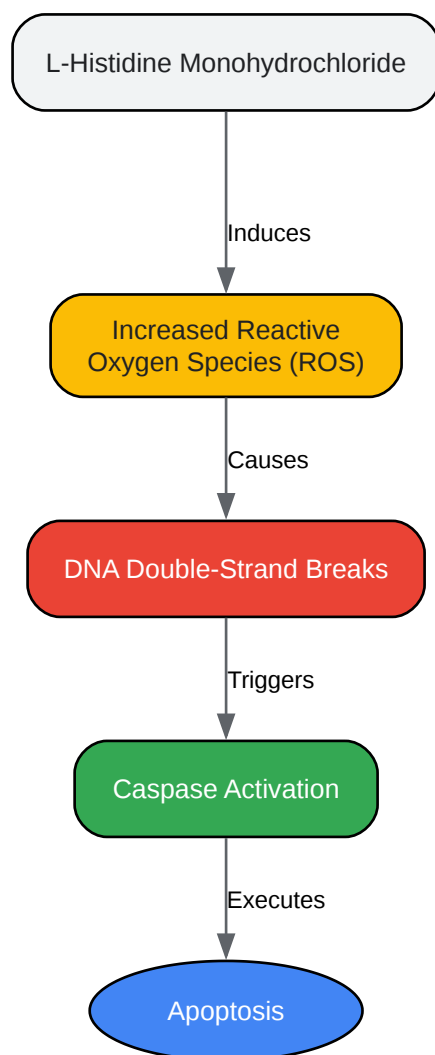 L-Histidine Monohydrochloride
Induces
Increased Reactive
Oxygen Species (ROS)
Causes
DNA Double-Strand Breaks
Triggers
Caspase Activation
Executes
Apoptosis